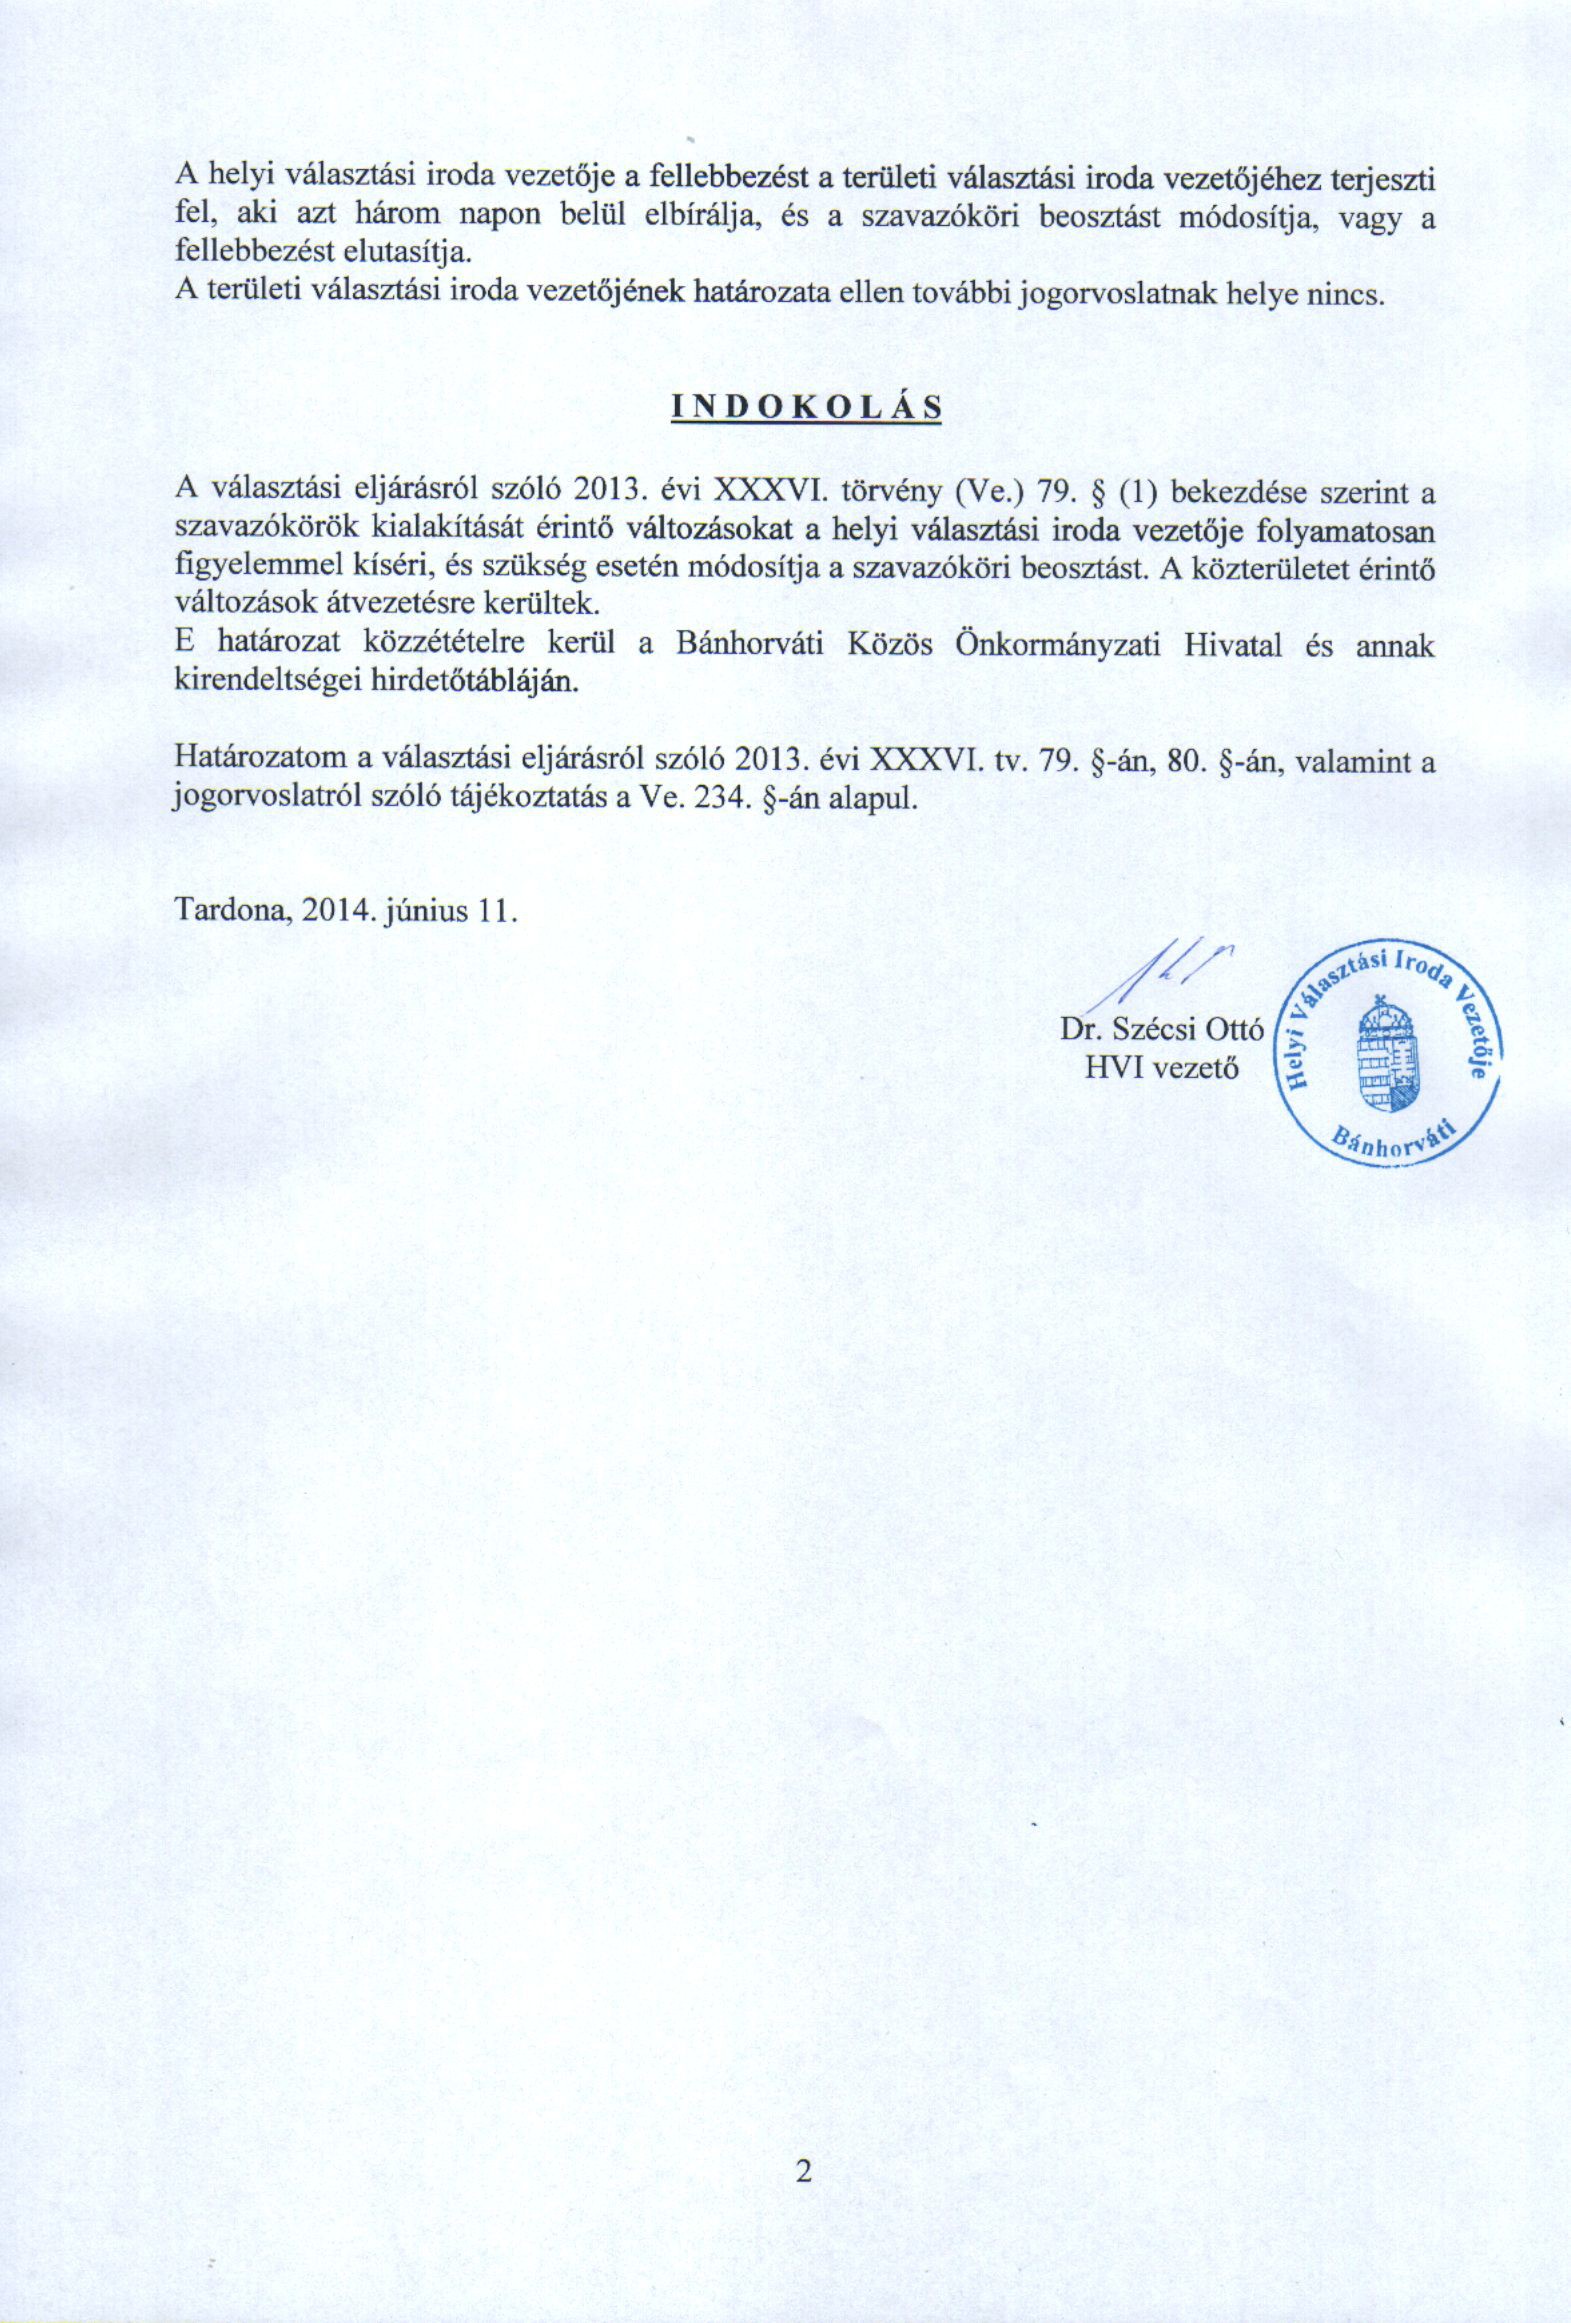 A helyi választási iroda vezetője a fellebbezést a területi választási iroda vezetőjéhez terjeszti
fel, aki azt három napon belül elbírálja, és a szavazóköri beosztást módosítja, vagy a
fellebbezést elutasítja.
A területi választási iroda vezetőjének határozata ellen további jogorvoslatnak helye nincs.
I N D O K O L Á S
A választási eljárásról szóló 2013. évi XXXVI. törvény (Ve.) 79. § (1) bekezdése szerint a
szavazókörök kialakítását érintő változásokat a helyi választási iroda vezetője folyamatosan
figyelemmel kíséri, és szükség esetén módosítja a szavazóköri beosztást. A közterületet érintő
változások átvezetésre kerültek.
E határozat közzétételre kerül a Bánhorváti Közös Önkormányzati Hivatal és annak
kirendeltségei hirdetőtábláján.
Határozatom a választási eljárásról szóló 2013. évi XXXVI. tv. 79. §-án, 80. §-án, valamint a
jogorvoslatról szóló tájékoztatás a Ve. 234. §-án alapul.
Tardona, 2014. június 11.
Dr. Szécsi Ottó
HVI vezető
Helyi Választási Iroda Vezetője
Bánhorváti
2